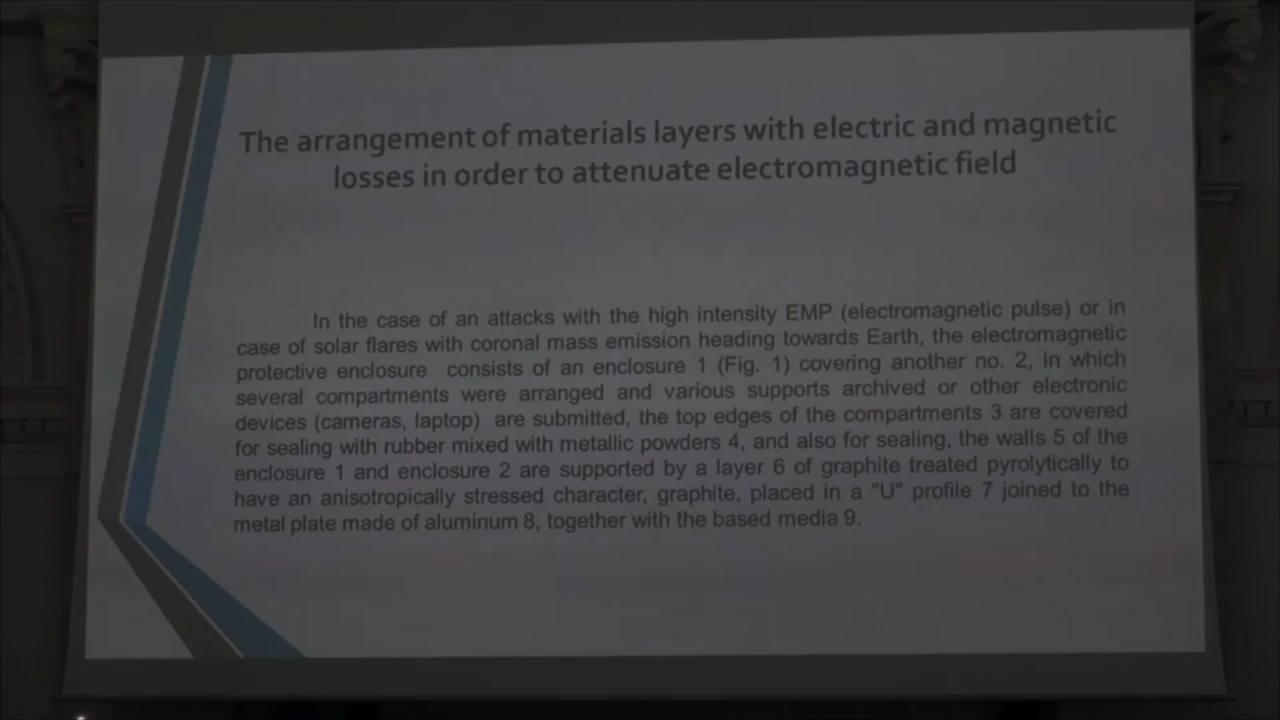 The arrangement of materials layers with electric and magnetic
losses in order to attenuate electromagnetic field
In the case of an attacks with the high intensity EMP (electromagnetic pulse) or in
case of solar flares with coronal mass emission heading towards Earth, the electromagnetic
protective enclosure consists of an enclosure 1 (Fig. 1) covering another no. 2, in which
several compartments were arranged and various supports archived or other electronic
devices (cameras, laptop) are submitted, the top edges of the compartments 3 are covered
for sealing with rubber mixed with metallic powders 4, and also for sealing, the walls 5 of the
enclosure 1 and enclosure 2 are supported by a layer 6 of graphite treated pyrolytically to
have an anisotropically stressed character, graphite, placed in a "U" profile 7 joined to the
metal plate made of aluminum 8, together with the based media 9.